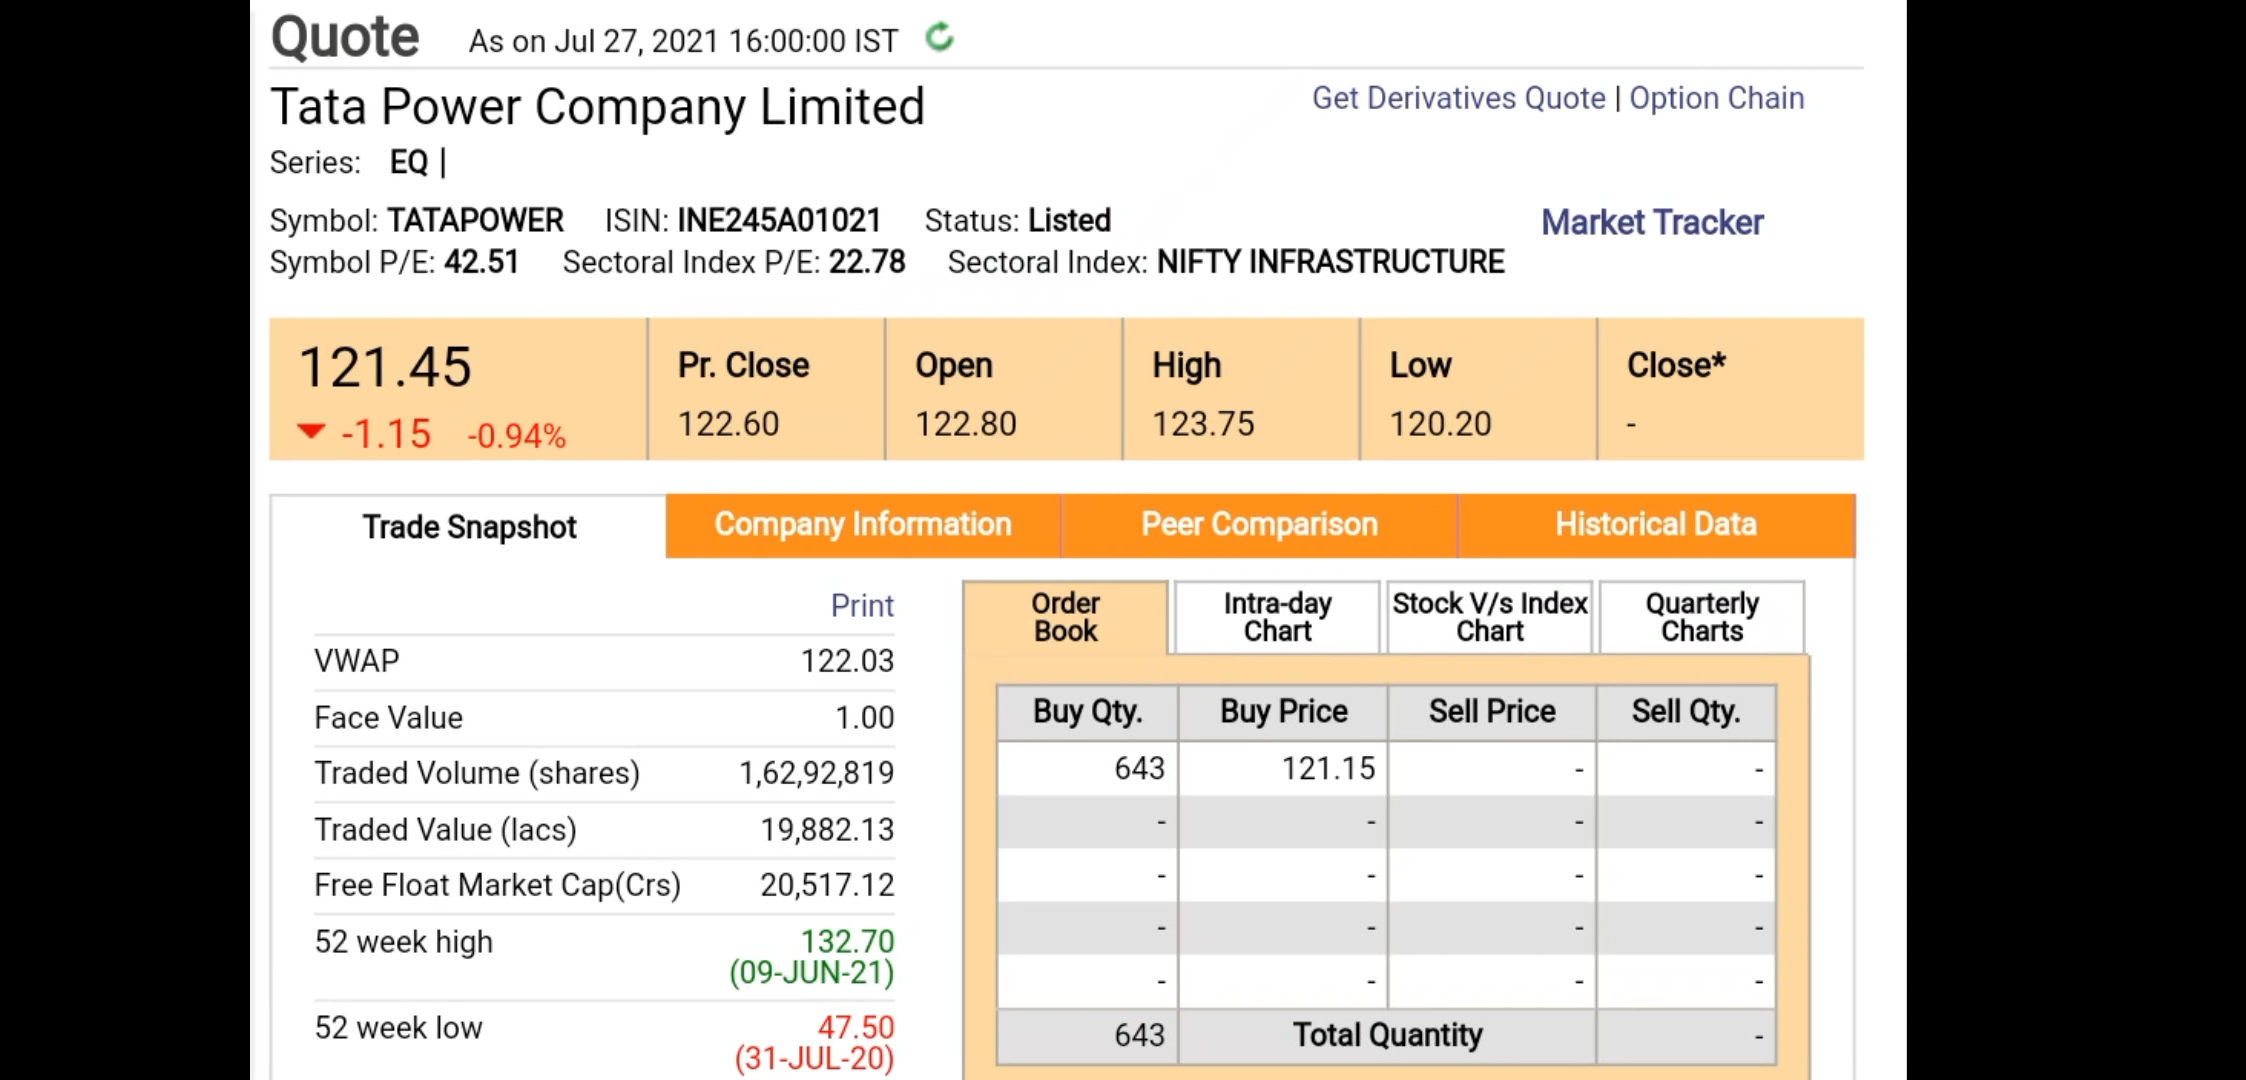 Quote As on Jul 27, 2021 16:00:00 IST
Tata Power Company Limited Get Derivatives Quote | Option Chain
Series: EQ |
Symbol: TATAPOWER ISIN: INE245A01021 Status: Listed Market Tracker
Symbol P/E: 42.51 Sectoral Index P/E: 22.78 Sectoral Index: NIFTY INFRASTRUCTURE
121.45 Pr. Close Open High Low Close*
-1.15 -0.94% 122.60 122.80 123.75 120.20 -
Trade Snapshot Company Information Peer Comparison Historical Data
Print
VWAP 122.03
Face Value 1.00
Traded Volume (shares) 1,62,92,819
Traded Value (lacs) 19,882.13
Free Float Market Cap(Crs) 20,517.12
52 week high 132.70
(09-JUN-21)
52 week low 47.50
(31-JUL-20)
Order Intra-day Stock V/s Index Quarterly
Book Chart Chart Charts
Buy Qty. Buy Price Sell Price Sell Qty.
643 121.15 - -
- - - -
- - - -
- - - -
- - - -
643 Total Quantity -